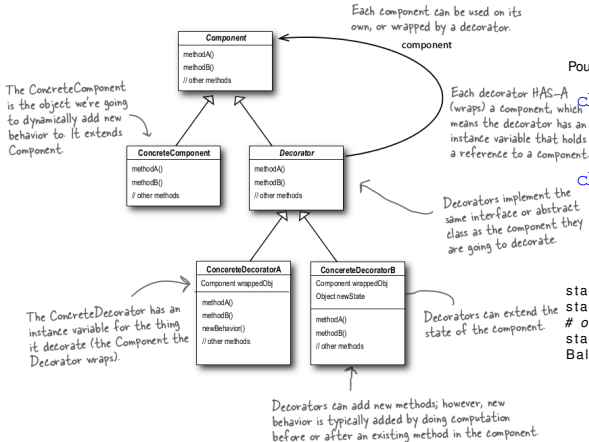 Each component can be used on its
own, or wrapped by a decorator.
component
Component
methodA()
methodB()
// other methods
The ConcreteComponent
is the object we're going
to dynamically add new
behavior to. It extends
Component.
Each decorator HAS-A
(wraps) a component, which
means the decorator has an
instance variable that holds
a reference to a component.
ConcreteComponent
methodA()
methodB()
// other methods
Decorator
methodA()
methodB()
// other methods
Decorators implement the
same interface or abstract
class as the component they
are going to decorate.
ConcereteDecoratorA
Component wrappedObj
methodA()
methodB()
newBehavior()
// other methods
ConcereteDecoratorB
Component wrappedObj
Object newState
methodA()
methodB()
// other methods
The ConcreteDecorator has an
instance variable for the thing
it decorate (the Component the
Decorator wraps).
Decorators can extend the
state of the component.
Decorators can add new methods; however, new
behavior is typically added by doing computation
before or after an existing method in the component.
Pou
cl
cl
sta
sta
# o
sta
Bal